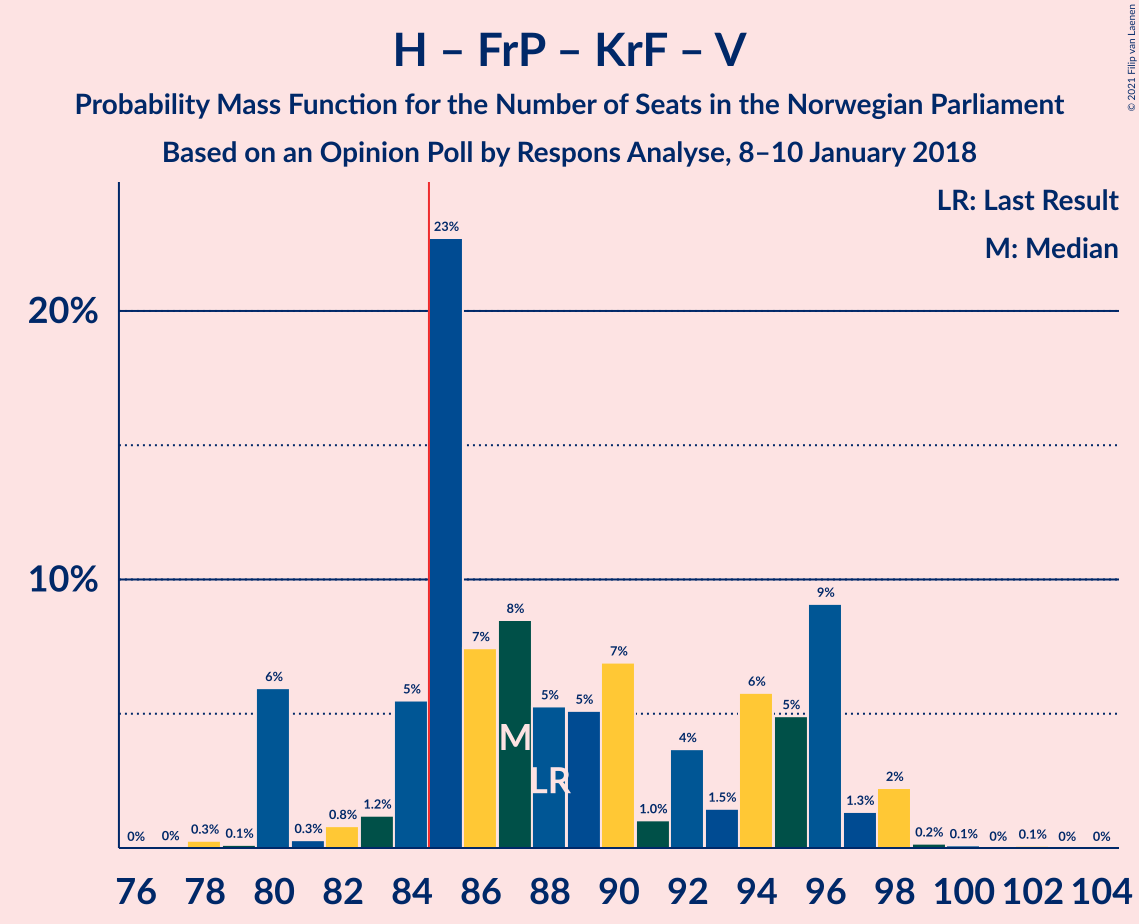 H – FrP – KrF – V
Probability Mass Function for the Number of Seats in the Norwegian Parliament
Based on an Opinion Poll by Respons Analyse, 8–10 January 2018
© 2021 Filip van Laenen
LR: Last Result
M: Median
20%
10%
0% 0% 0.3% 0.1% 6% 0.3% 0.8% 1.2% 5% 23% 7% 8% 5% 5% 7% 1.0% 4% 1.5% 6% 5% 9% 1.3% 2% 0.2% 0.1% 0% 0.1% 0% 0%
M
LR
76 78 80 82 84 86 88 90 92 94 96 98 100 102 104